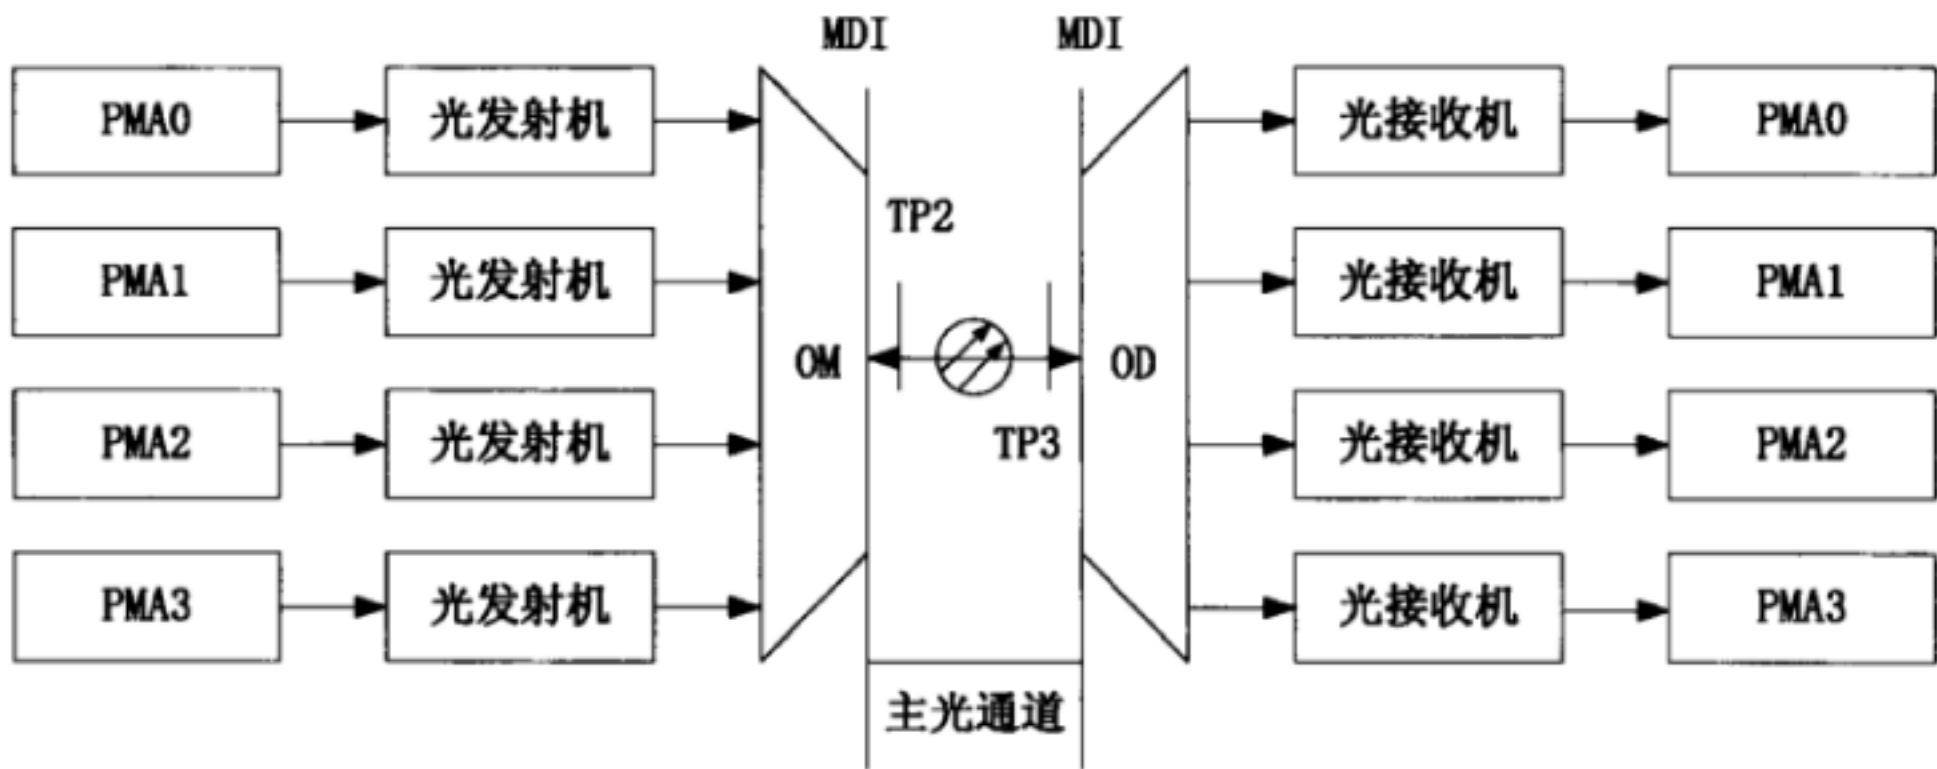 MDI MDI
PMA0 光发射机 光接收机 PMA0
TP2
PMA1 光发射机 光接收机 PMA1
OM OD
PMA2 光发射机 TP3 光接收机 PMA2
PMA3 光发射机 光接收机 PMA3
主光通道